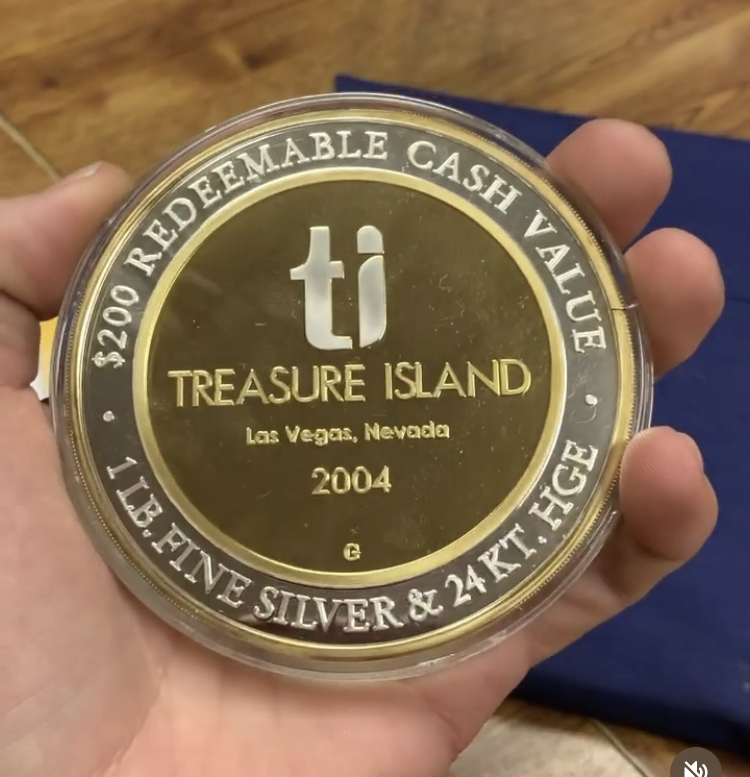 $200 REDEEMABLE CASH VALUE
ti
TREASURE ISLAND
Las Vegas, Nevada
2004
G
• 1 LB. FINE SILVER & 24 KT. HGE •